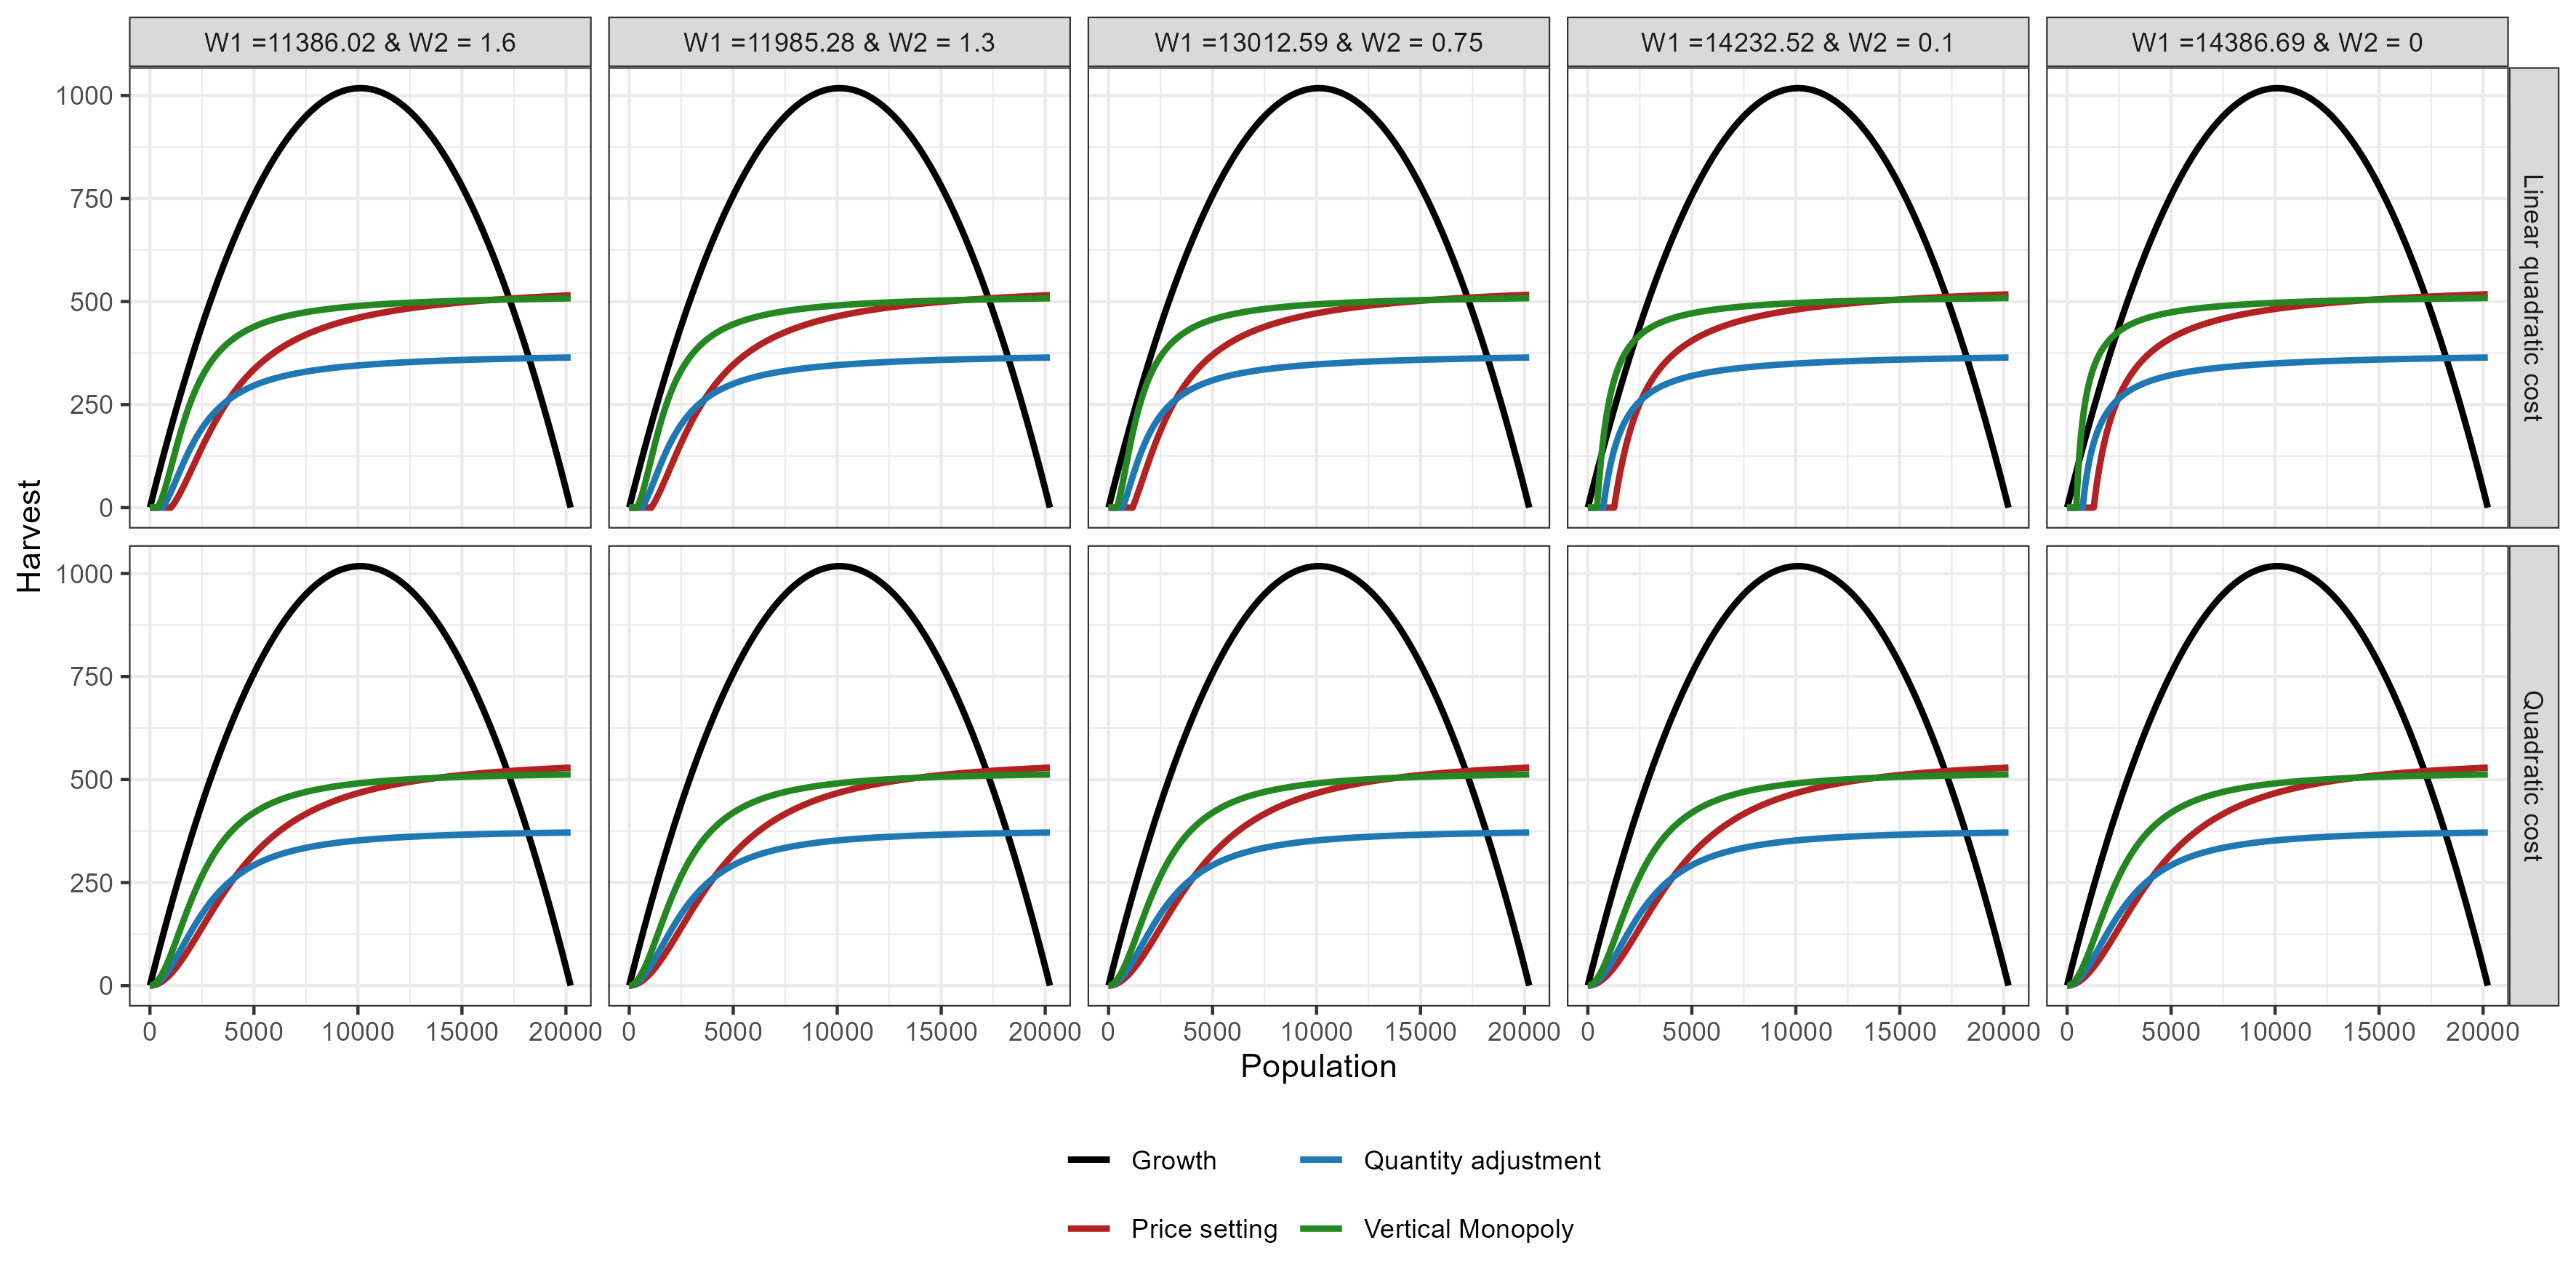 W1 =11386.02 & W2 = 1.6
W1 =11985.28 & W2 = 1.3
W1 =13012.59 & W2 = 0.75
W1 =14232.52 & W2 = 0.1
W1 =14386.69 & W2 = 0
1000
750
500
250
0
Linear quadratic cost
Harvest
1000
750
500
250
0
Quadratic cost
0 5000 10000 15000 20000
0 5000 10000 15000 20000
0 5000 10000 15000 20000
0 5000 10000 15000 20000
0 5000 10000 15000 20000
Population
Growth
Quantity adjustment
Price setting
Vertical Monopoly